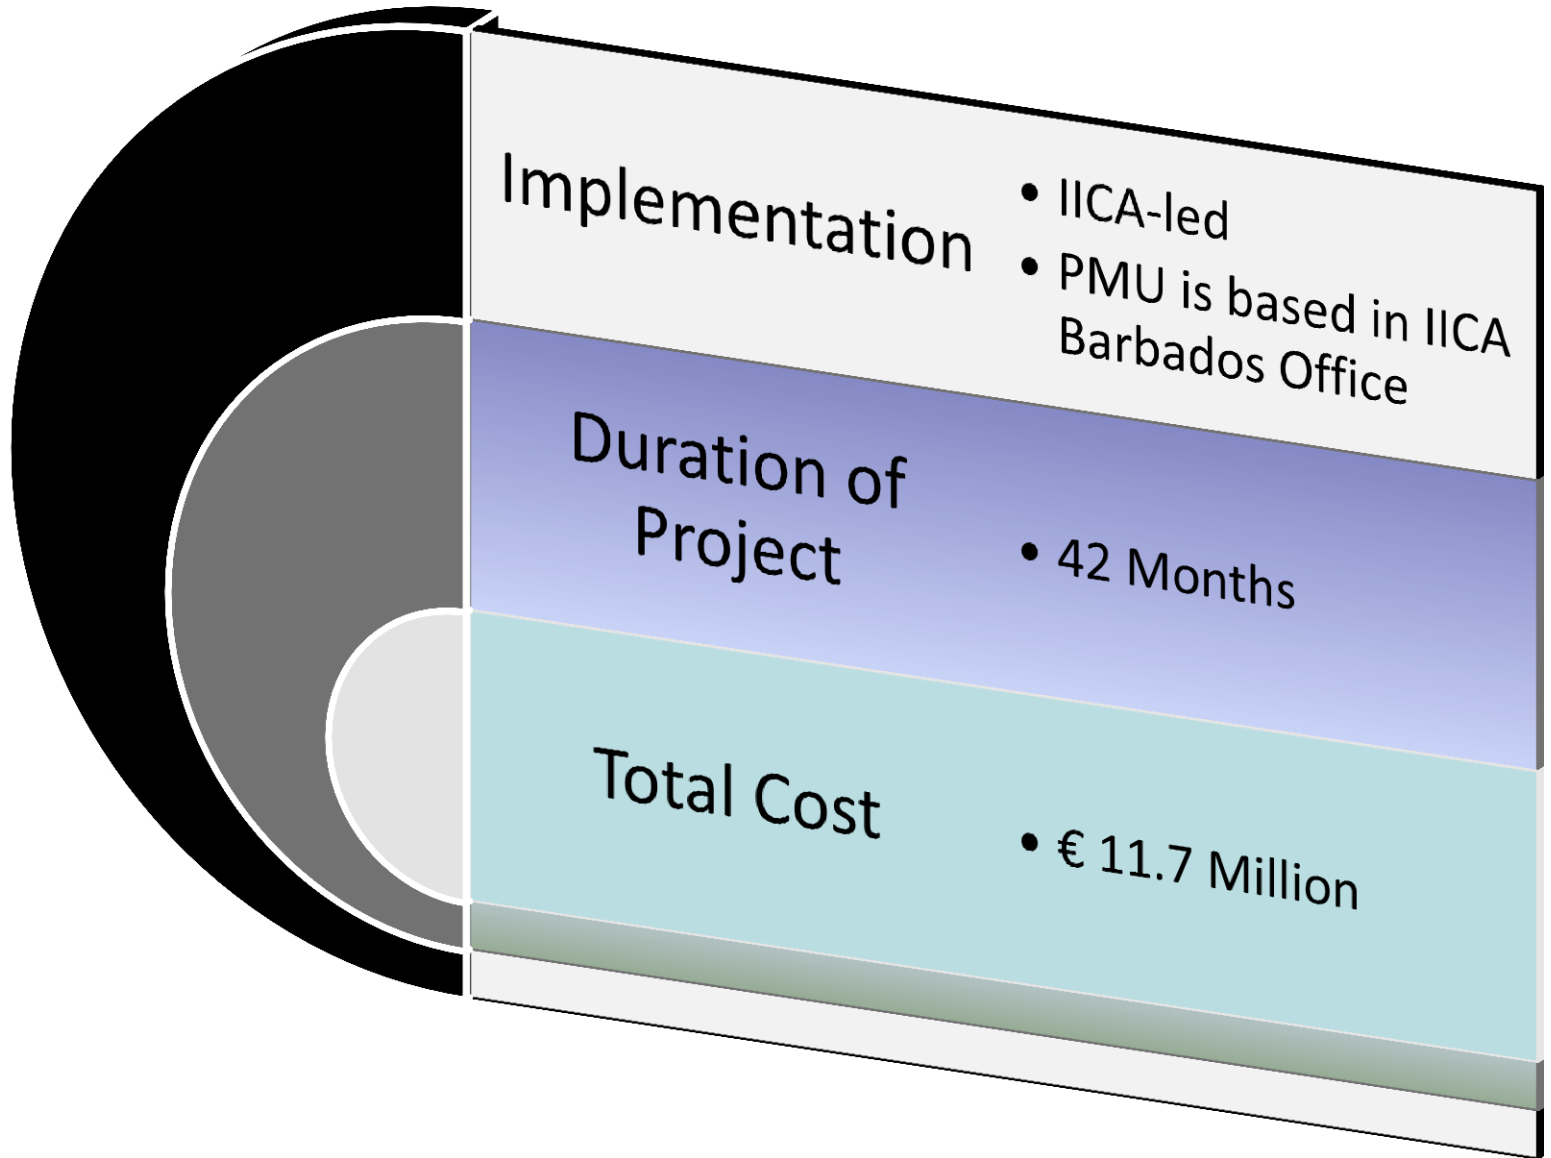 Implementation
• IICA-led
• PMU is based in IICA
Barbados Office
Duration of
Project
• 42 Months
Total Cost
• € 11.7 Million